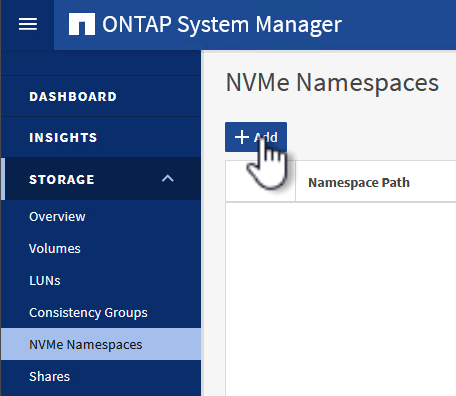 ONTAP System Manager
DASHBOARD
INSIGHTS
STORAGE
Overview
Volumes
LUNs
Consistency Groups
NVMe Namespaces
Shares
NVMe Namespaces
+ Add
Namespace Path